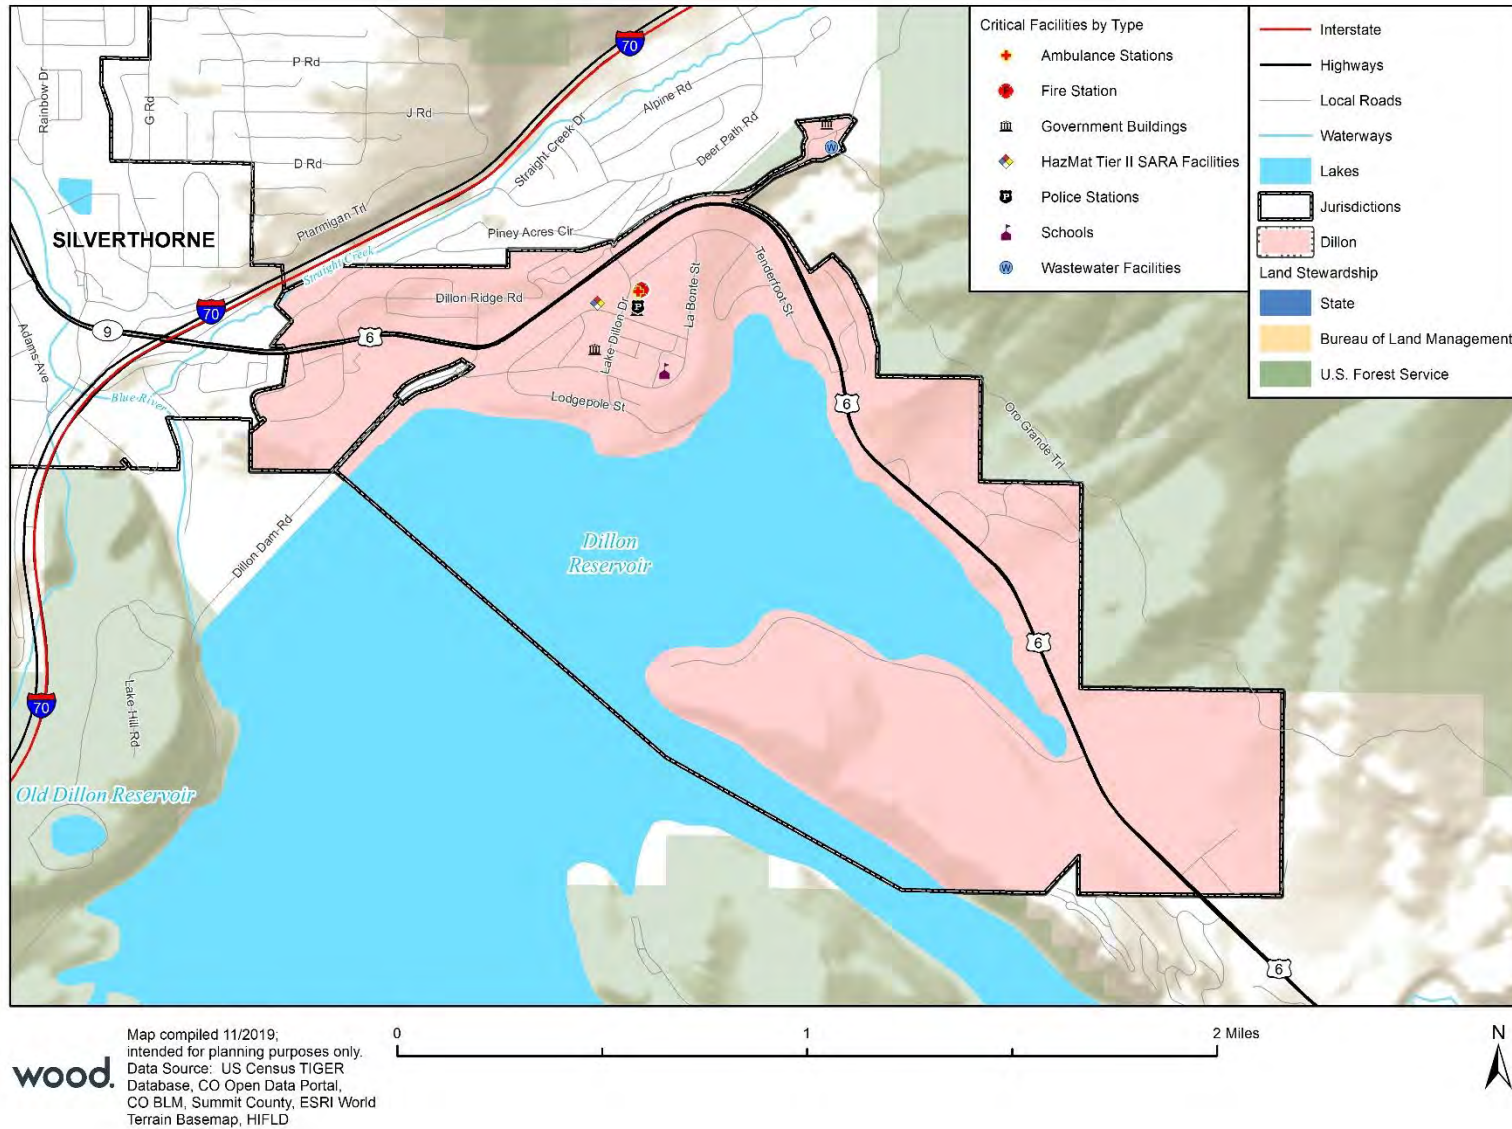 Critical Facilities by Type
Ambulance Stations
Fire Station
Government Buildings
HazMat Tier II SARA Facilities
Police Stations
Schools
Wastewater Facilities
Interstate
Highways
Local Roads
Waterways
Lakes
Jurisdictions
Dillon
Land Stewardship
State
Bureau of Land Management
U.S. Forest Service
70
P Rd
Rainbow Dr
G Rd
J Rd
Alpine Rd
Straight Creek Dr
Deer Path Rd
D Rd
W
Ptarmigan Trl
Piney Acres Cir
SILVERTHORNE
Straight Creek
Tenderfoot St
La Bonte St
Dillon Ridge Rd
Lake Dillon Dr
70
9
6
Adams Ave
Blue River
Lodgepole St
6
Oro Grande Trl
Dillon Dam Rd
Dillon
Reservoir
6
Lake Hill Rd
70
Old Dillon Reservoir
6
wood.
Map compiled 11/2019;
intended for planning purposes only.
Data Source: US Census TIGER
Database, CO Open Data Portal,
CO BLM, Summit County, ESRI World
Terrain Basemap, HIFLD
0 1 2 Miles
N